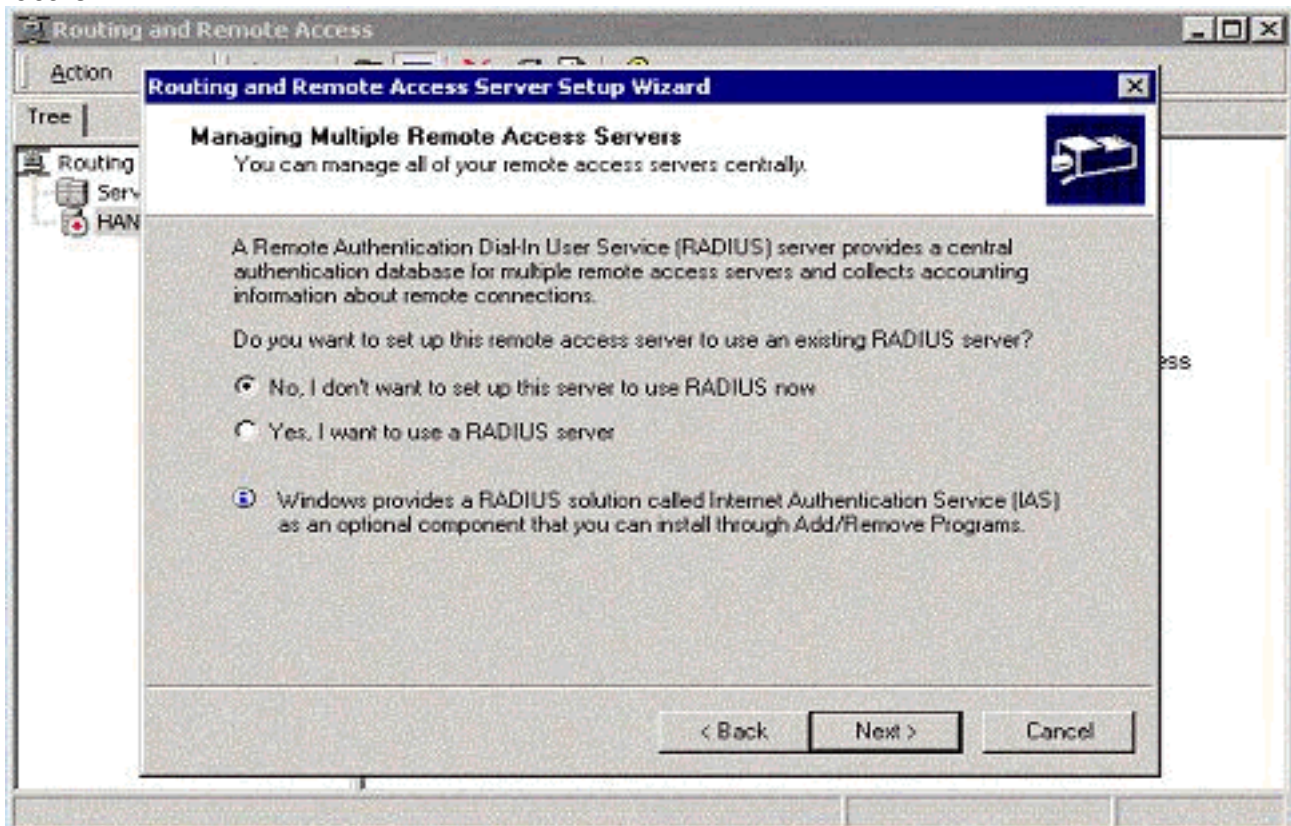 Routing and Remote Access
Action
Routing and Remote Access Server Setup Wizard
Tree
Managing Multiple Remote Access Servers
You can manage all of your remote access servers centrally.
Routing
Serv
HAN
A Remote Authentication Dial-In User Service (RADIUS) server provides a central
authentication database for multiple remote access servers and collects accounting
information about remote connections.
Do you want to set up this remote access server to use an existing RADIUS server?
ess
No, I don't want to set up this server to use RADIUS now
Yes, I want to use a RADIUS server
Windows provides a RADIUS solution called Internet Authentication Service (IAS)
as an optional component that you can install through Add/Remove Programs.
< Back Next > Cancel